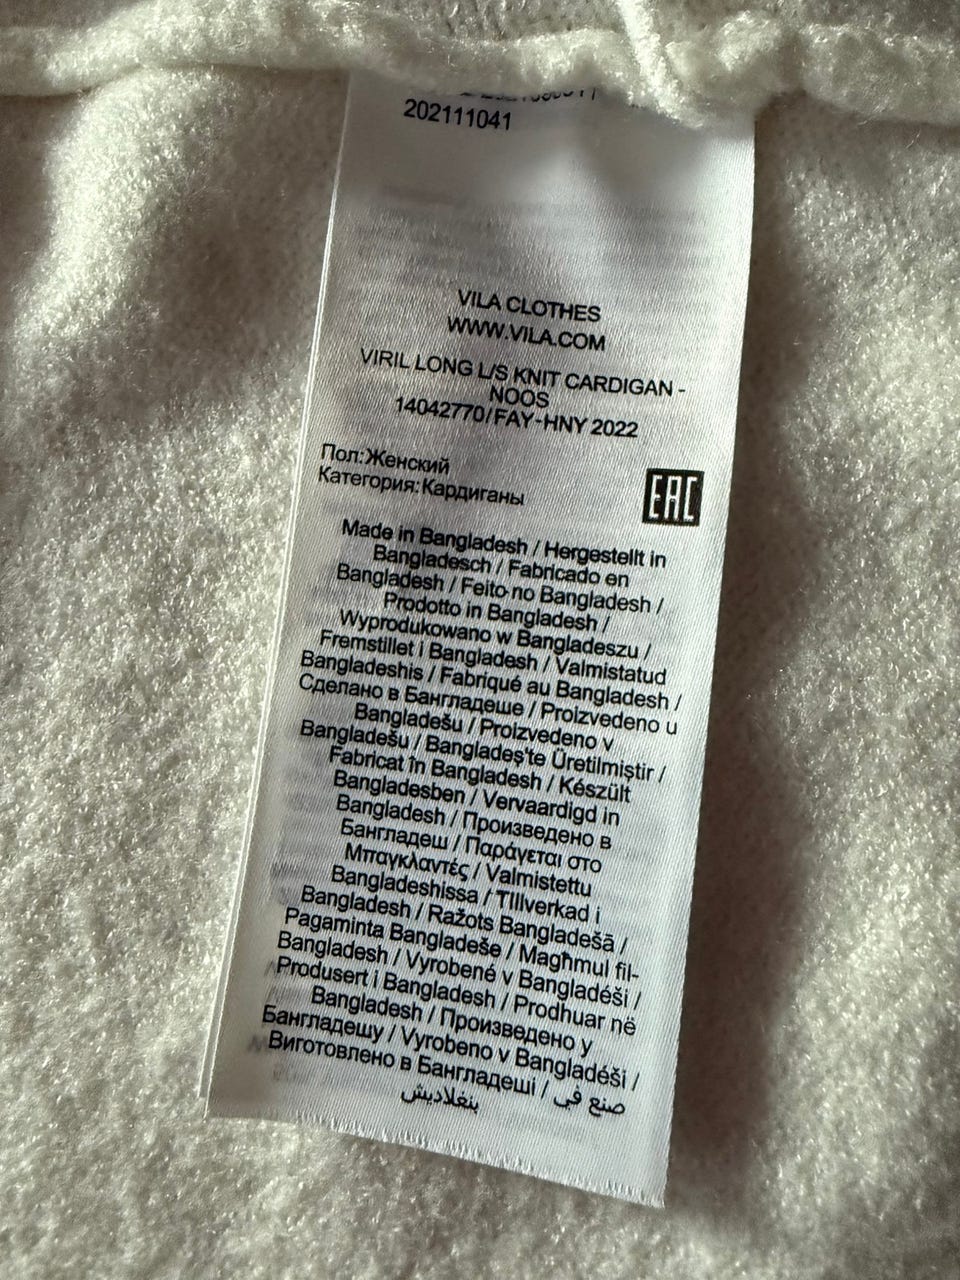 202111041
VILA CLOTHES
WWW.VILA.COM
VIRIL LONG L/S KNIT CARDIGAN -
NOOS
14042770/FAY-HNY 2022
Пол:Женский
Категория:Кардиганы
EAC
Made in Bangladesh / Hergestellt in
Bangladesch / Fabricado en
Bangladesh / Feito no Bangladesh /
Prodotto in Bangladesh /
Wyprodukowano w Bangladeszu /
Fremstillet i Bangladesh / Valmistatud
Bangladeshis / Fabriqué au Bangladesh /
Сделано в Бангладеше / Proizvedeno u
Bangladešu / Proizvedeno v
Bangladešu / Bangladeş'te Üretilmiştir /
Fabricat în Bangladesh / Készült
Bangladesben / Vervaardigd in
Bangladesh / Произведено в
Бангладеш / Παράγεται στο
Μπαγκλαντές / Valmistettu
Bangladeshissa / TIllverkad i
Bangladesh / Ražots Bangladešā /
Pagaminta Bangladeše / Magħmul fil-
Bangladesh / Vyrobené v Bangladéši /
Produsert i Bangladesh / Prodhuar në
Bangladesh / Произведено у
Бангладешу / Vyrobeno v Bangladéši /
Виготовлено в Бангладеші / صنع في
بنغلاديش